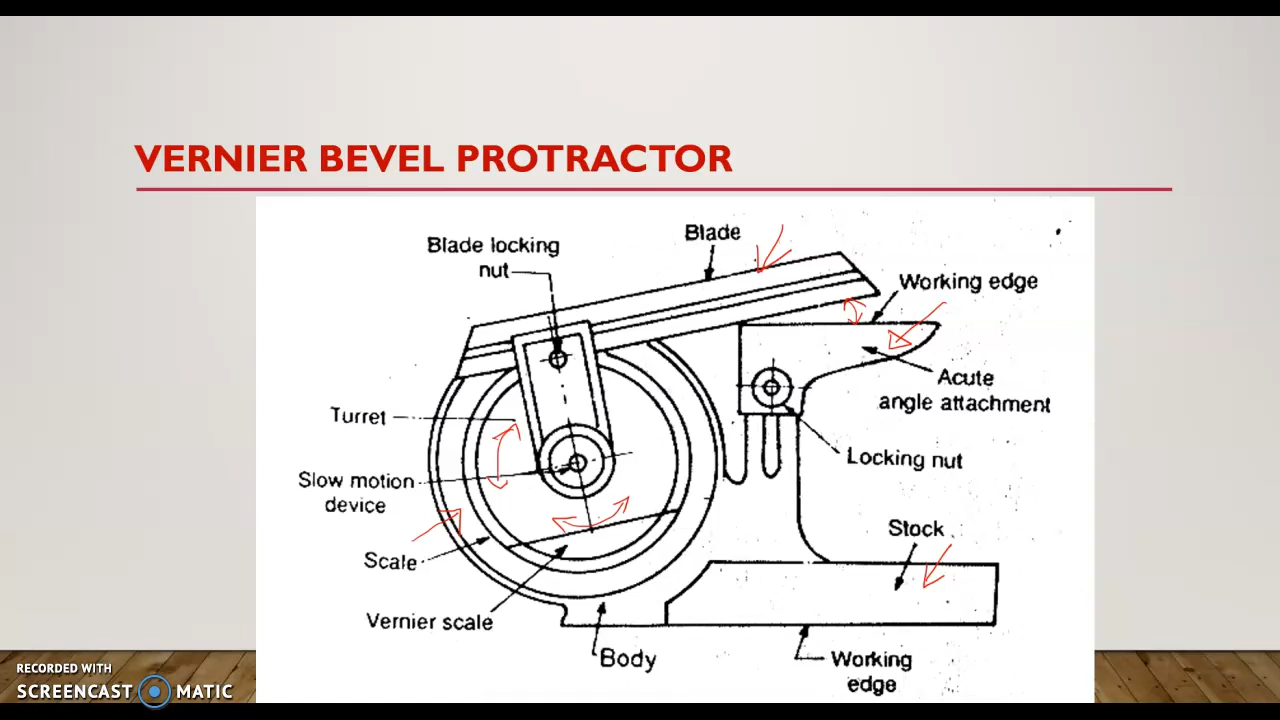 VERNIER BEVEL PROTRACTOR
Blade locking
nut
Blade
Working edge
Acute
angle attachment
Turret
Locking nut
Slow motion
device
Stock
Scale
Vernier scale
Body
Working
edge
RECORDED WITH
SCREENCAST MATIC